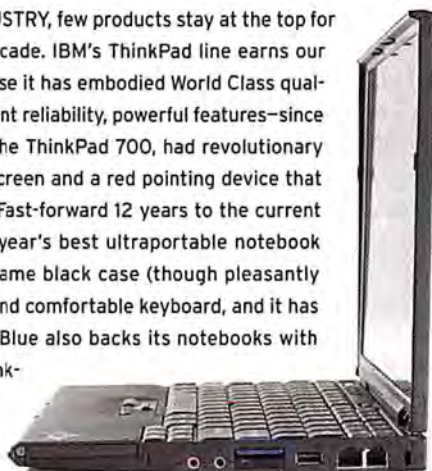 USTRY, few products stay at the top for
cade. IBM's ThinkPad line earns our
se it has embodied World Class qual-
nt reliability, powerful features—since
he ThinkPad 700, had revolutionary
creen and a red pointing device that
Fast-forward 12 years to the current
year's best ultraportable notebook
ame black case (though pleasantly
nd comfortable keyboard, and it has
Blue also backs its notebooks with
nk-